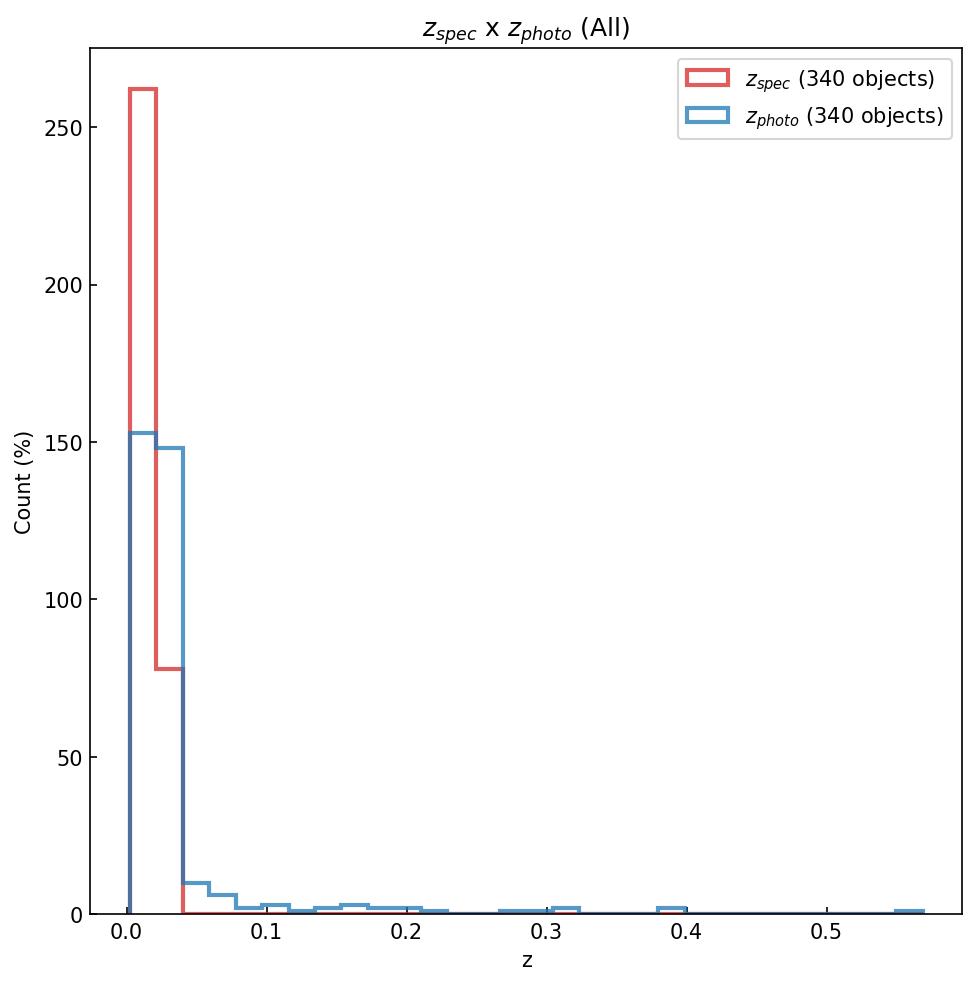 z_spec x z_photo (All)
z_spec (340 objects)
z_photo (340 objects)
Count (%)
250
200
150
100
50
0
0.0 0.1 0.2 0.3 0.4 0.5
z